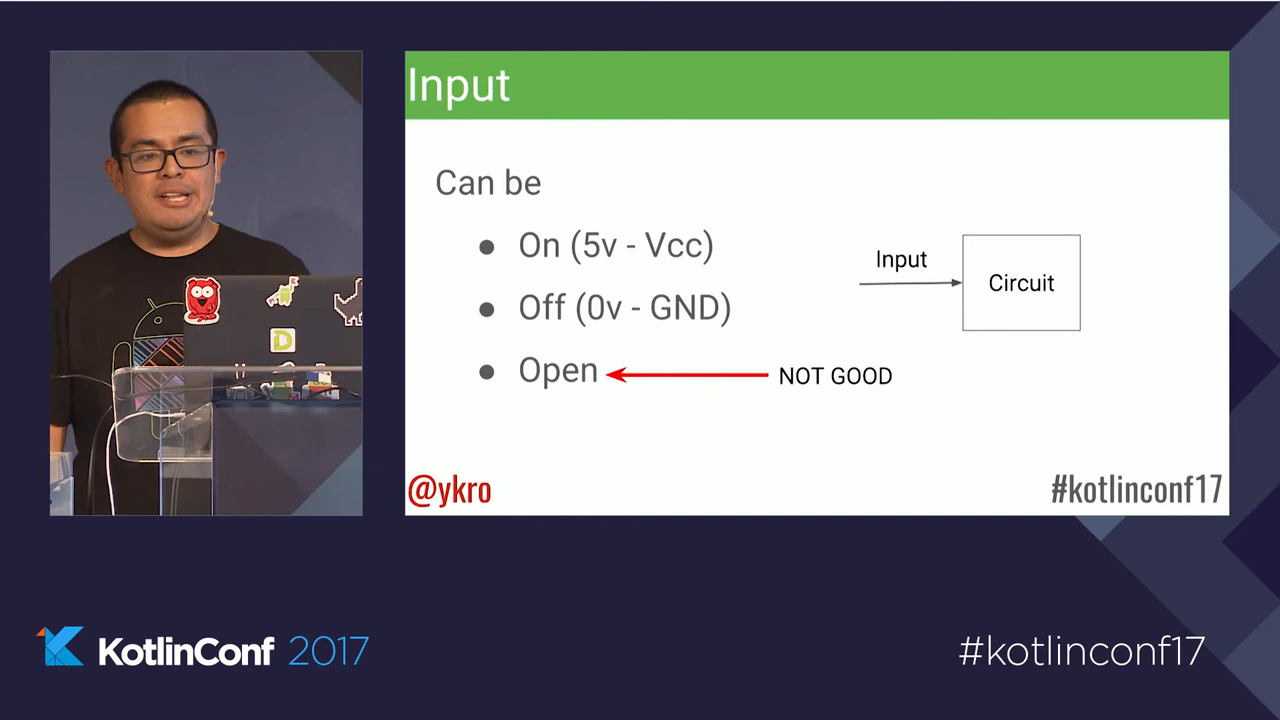 Input
Can be
● On (5v - Vcc)
● Off (0v - GND)
● Open
NOT GOOD
Input
Circuit
@ykro
#kotlinconf17
KotlinConf 2017
#kotlinconf17